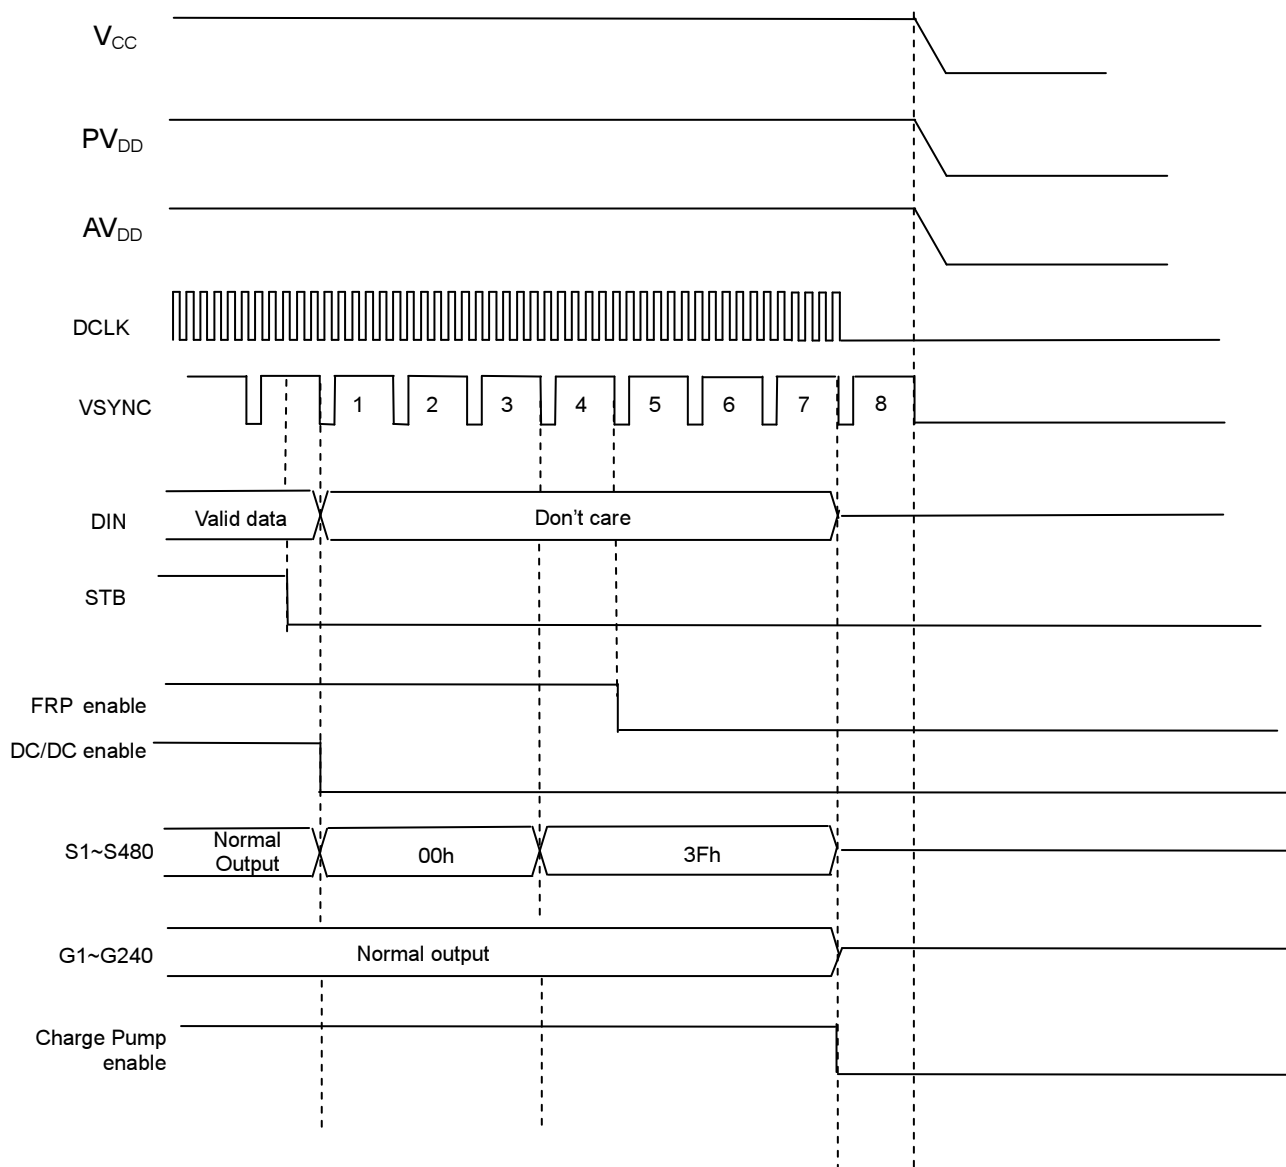 VCC
PVDD
AVDD
DCLK
VSYNC 1 2 3 4 5 6 7 8
DIN Valid data Don't care
STB
FRP enable
DC/DC enable
S1~S480 Normal Output 00h 3Fh
G1~G240 Normal output
Charge Pump
enable